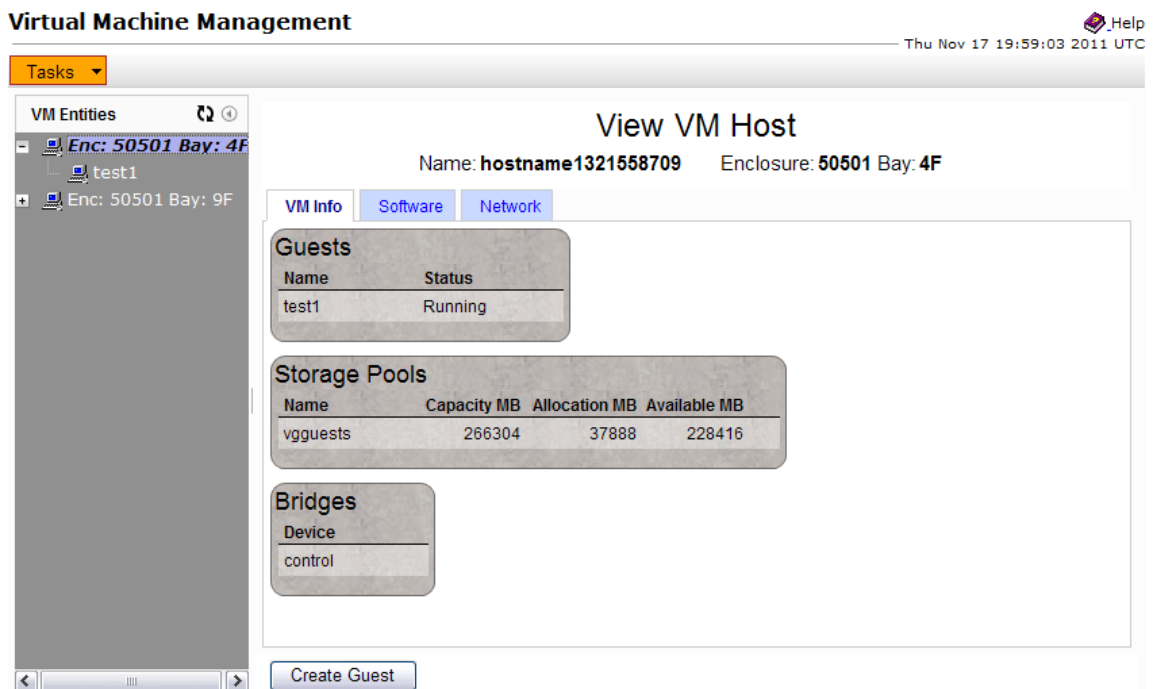 Virtual Machine Management
Help
Thu Nov 17 19:59:03 2011 UTC
Tasks
VM Entities
Enc: 50501 Bay: 4F
test1
Enc: 50501 Bay: 9F
View VM Host
Name: hostname1321558709 Enclosure: 50501 Bay: 4F
VM Info Software Network
Guests
Name Status
test1 Running
Storage Pools
Name Capacity MB Allocation MB Available MB
vgguests 266304 37888 228416
Bridges
Device
control
Create Guest